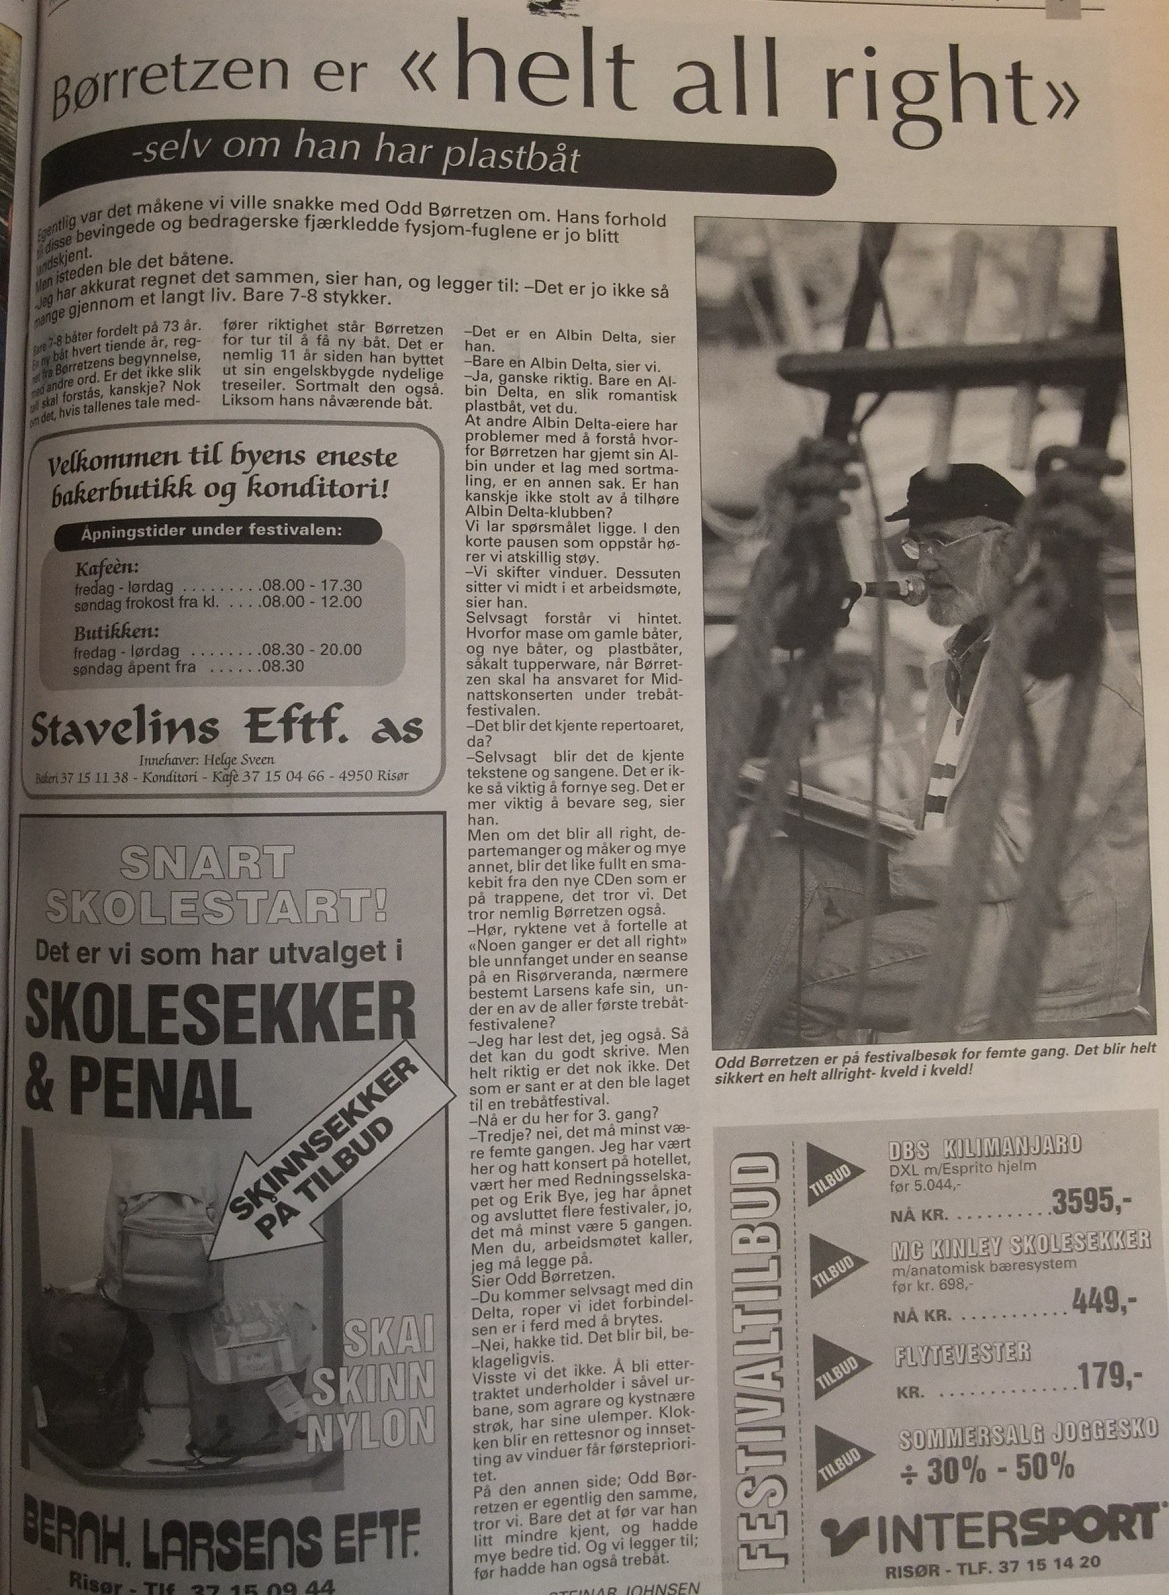 Børretzen er «helt all right»
-selv om han har plastbåt
Egentlig var det måkene vi ville snakke med Odd Børretzen om. Hans forhold
til disse bevingede og bedragerske fjærkledde fysjom-fuglene er jo blitt
landskjent.
Men isteden ble det båtene.
-Jeg har akkurat regnet det sammen, sier han, og legger til: –Det er jo ikke så
mange gjennom et langt liv. Bare 7-8 stykker.
Bare 7-8 båter fordelt på 73 år.
En ny båt hvert tiende år, reg-
net fra Børretzens begynnelse,
med andre ord. Er det ikke slik
tall skal forstås, kanskje? Nok
om det, hvis tallenes tale med-
fører riktighet står Børretzen
for tur til å få ny båt. Det er
nemlig 11 år siden han byttet
ut sin engelskbygde nydelige
treseiler. Sortmalt den også.
Liksom hans nåværende båt.
–Det er en Albin Delta, sier
han.
–Bare en Albin Delta, sier vi.
–Ja, ganske riktig. Bare en Al-
bin Delta, en slik romantisk
plastbåt, vet du.
At andre Albin Delta-eiere har
problemer med å forstå hvor-
for Børretzen har gjemt sin Al-
bin under et lag med sortma-
ling, er en annen sak. Er han
kanskje ikke stolt av å tilhøre
Albin Delta-klubben?
Vi lar spørsmålet ligge. I den
korte pausen som oppstår hø-
rer vi atskillig støy.
–Vi skifter vinduer. Dessuten
sitter vi midt i et arbeidsmøte,
sier han.
Selvsagt forstår vi hintet.
Hvorfor mase om gamle båter,
og nye båter, og plastbåter,
såkalt tupperware, når Børret-
zen skal ha ansvaret for Mid-
nattskonserten under trebåt-
festivalen.
–Det blir det kjente repertoaret,
da?
–Selvsagt blir det de kjente
tekstene og sangene. Det er ik-
ke så viktig å fornye seg. Det er
mer viktig å bevare seg, sier
han.
Men om det blir all right, de-
partemanger og måker og mye
annet, blir det like fullt en sma-
kebit fra den nye CDen som er
på trappene, det tror vi. Det
tror nemlig Børretzen også.
–Hør, ryktene vet å fortelle at
«Noen ganger er det all right»
ble unnfanget under en seanse
på en Risørveranda, nærmere
bestemt Larsens kafe sin, un-
der en av de aller første trebåt-
festivalene?
–Jeg har lest det, jeg også. Så
det kan du godt skrive. Men
helt riktig er det nok ikke. Det
som er sant er at den ble laget
til en trebåtfestival.
–Nå er du her for 3. gang?
–Tredje? nei, det må minst væ-
re femte gangen. Jeg har vært
her og hatt konsert på hotellet,
vært her med Redningsselska-
pet og Erik Bye, jeg har åpnet
og avsluttet flere festivaler, jo,
det må minst være 5 gangen.
Men du, arbeidsmøtet kaller,
jeg må legge på.
Sier Odd Børretzen.
–Du kommer selvsagt med din
Delta, roper vi idet forbindel-
sen er i ferd med å brytes.
–Nei, hakke tid. Det blir bil, be-
klageligvis.
Visste vi det ikke. Å bli etter-
traktet underholder i såvel ur-
bane, som agrare og kystnære
strøk, har sine ulemper. Klok-
ken blir en rettesnor og innset-
ting av vinduer får førstepriori-
tet.
På den annen side; Odd Bør-
retzen er egentlig den samme,
tror vi. Bare det at før var han
litt mindre kjent, og hadde
mye bedre tid. Og vi legger til;
før hadde han også trebåt.
STEINAR JOHNSEN
Odd Børretzen er på festivalbesøk for femte gang. Det blir helt
sikkert en helt allright- kveld i kveld!
Velkommen til byens eneste
bakerbutikk og konditori!
Åpningstider under festivalen:
Kafeèn:
fredag - lørdag .........08.00 - 17.30
søndag frokost fra kl. ....08.00 - 12.00
Butikken:
fredag - lørdag ........08.30 - 20.00
søndag åpent fra ......08.30
Stavelins Eftf. as
Innehaver: Helge Sveen
Bakeri 37 15 11 38 - Konditori - Kafe 37 15 04 66 - 4950 Risør
SNART
SKOLESTART!
Det er vi som har utvalget i
SKOLESEKKER
& PENAL
SKINNSEKKER
PÅ TILBUD
SKAI
SKINN
NYLON
BERNH. LARSENS EFTF.
Risør - Tlf. 37 15 09 44
FESTIVALTILBUD
TILBUD
DBS KILIMANJARO
DXL m/Esprito hjelm
før 5.044,-
NÅ KR. ..........3595,-
TILBUD
MC KINLEY SKOLESEKKER
m/anatomisk bæresystem
før kr. 698,-
NÅ KR. ...........449,-
TILBUD
FLYTEVESTER
KR. .............179,-
TILBUD
SOMMERSALG JOGGESKO
÷ 30% - 50%
INTERSPORT
RISØR - TLF. 37 15 14 20